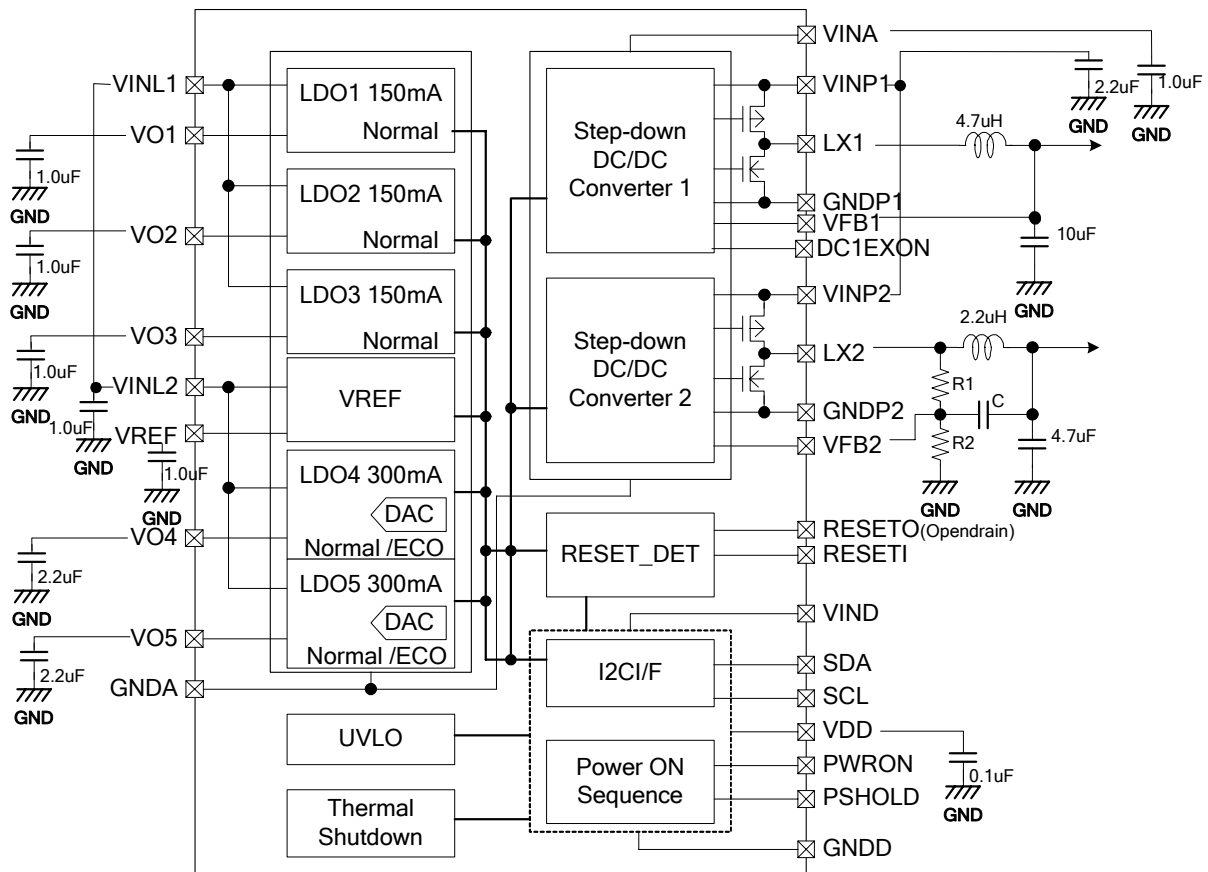 VINL1
VO1
1.0uF
GND
VO2
1.0uF
GND
VO3
1.0uF
GND
VINL2
1.0uF
GND
VREF
1.0uF
GND
VO4
2.2uF
GND
VO5
2.2uF
GND
GNDA
LDO1 150mA
Normal
LDO2 150mA
Normal
LDO3 150mA
Normal
VREF
LDO4 300mA
DAC
Normal /ECO
LDO5 300mA
DAC
Normal /ECO
UVLO
Thermal
Shutdown
Step-down
DC/DC
Converter 1
Step-down
DC/DC
Converter 2
RESET_DET
I2CI/F
Power ON
Sequence
VINA
1.0uF
GND
VINP1
2.2uF
GND
LX1
4.7uH
GNDP1
VFB1
10uF
GND
DC1EXON
VINP2
LX2
2.2uH
R1
C
GNDP2
VFB2
R2
4.7uF
GND
GND
RESETO(Opendrain)
RESETI
VIND
SDA
SCL
VDD
0.1uF
GND
PWRON
PSHOLD
GNDD